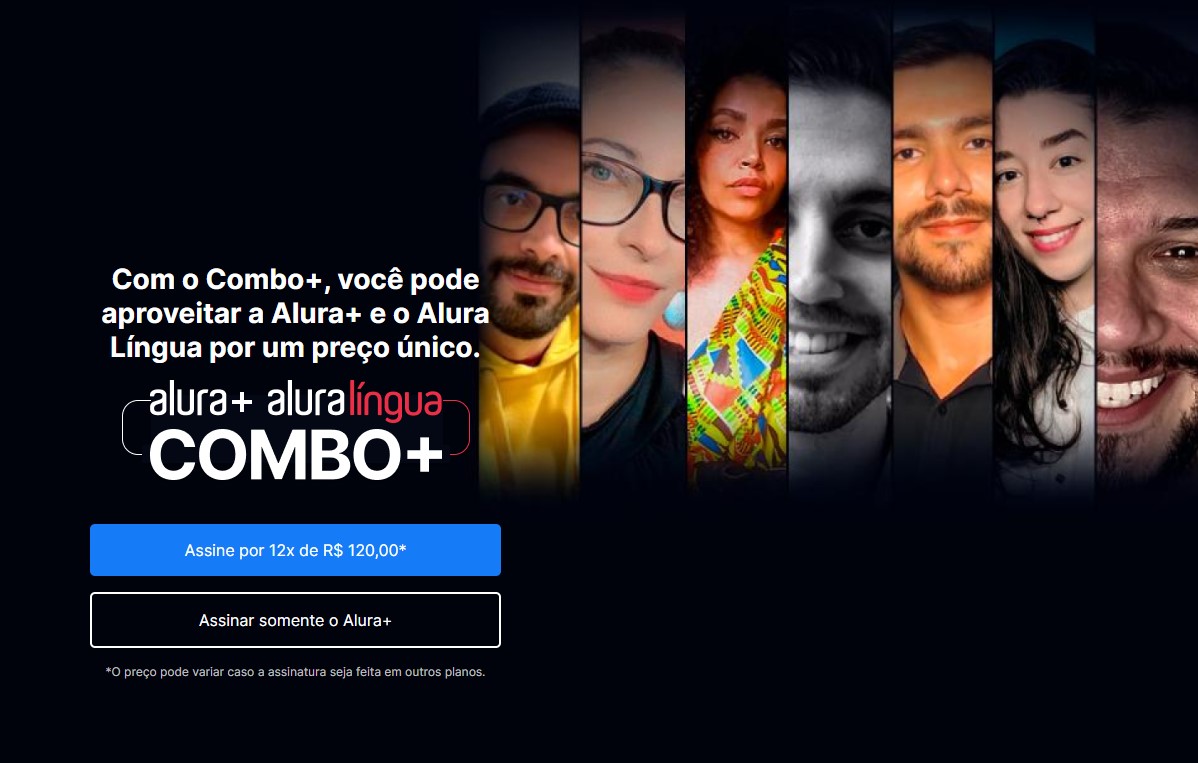 Com o Combo+, você pode
aproveitar a Alura+ e o Alura
Língua por um preço único.
alura+ aluralíngua
COMBO+
Assine por 12x de R$ 120,00*
Assinar somente o Alura+
*O preço pode variar caso a assinatura seja feita em outros planos.